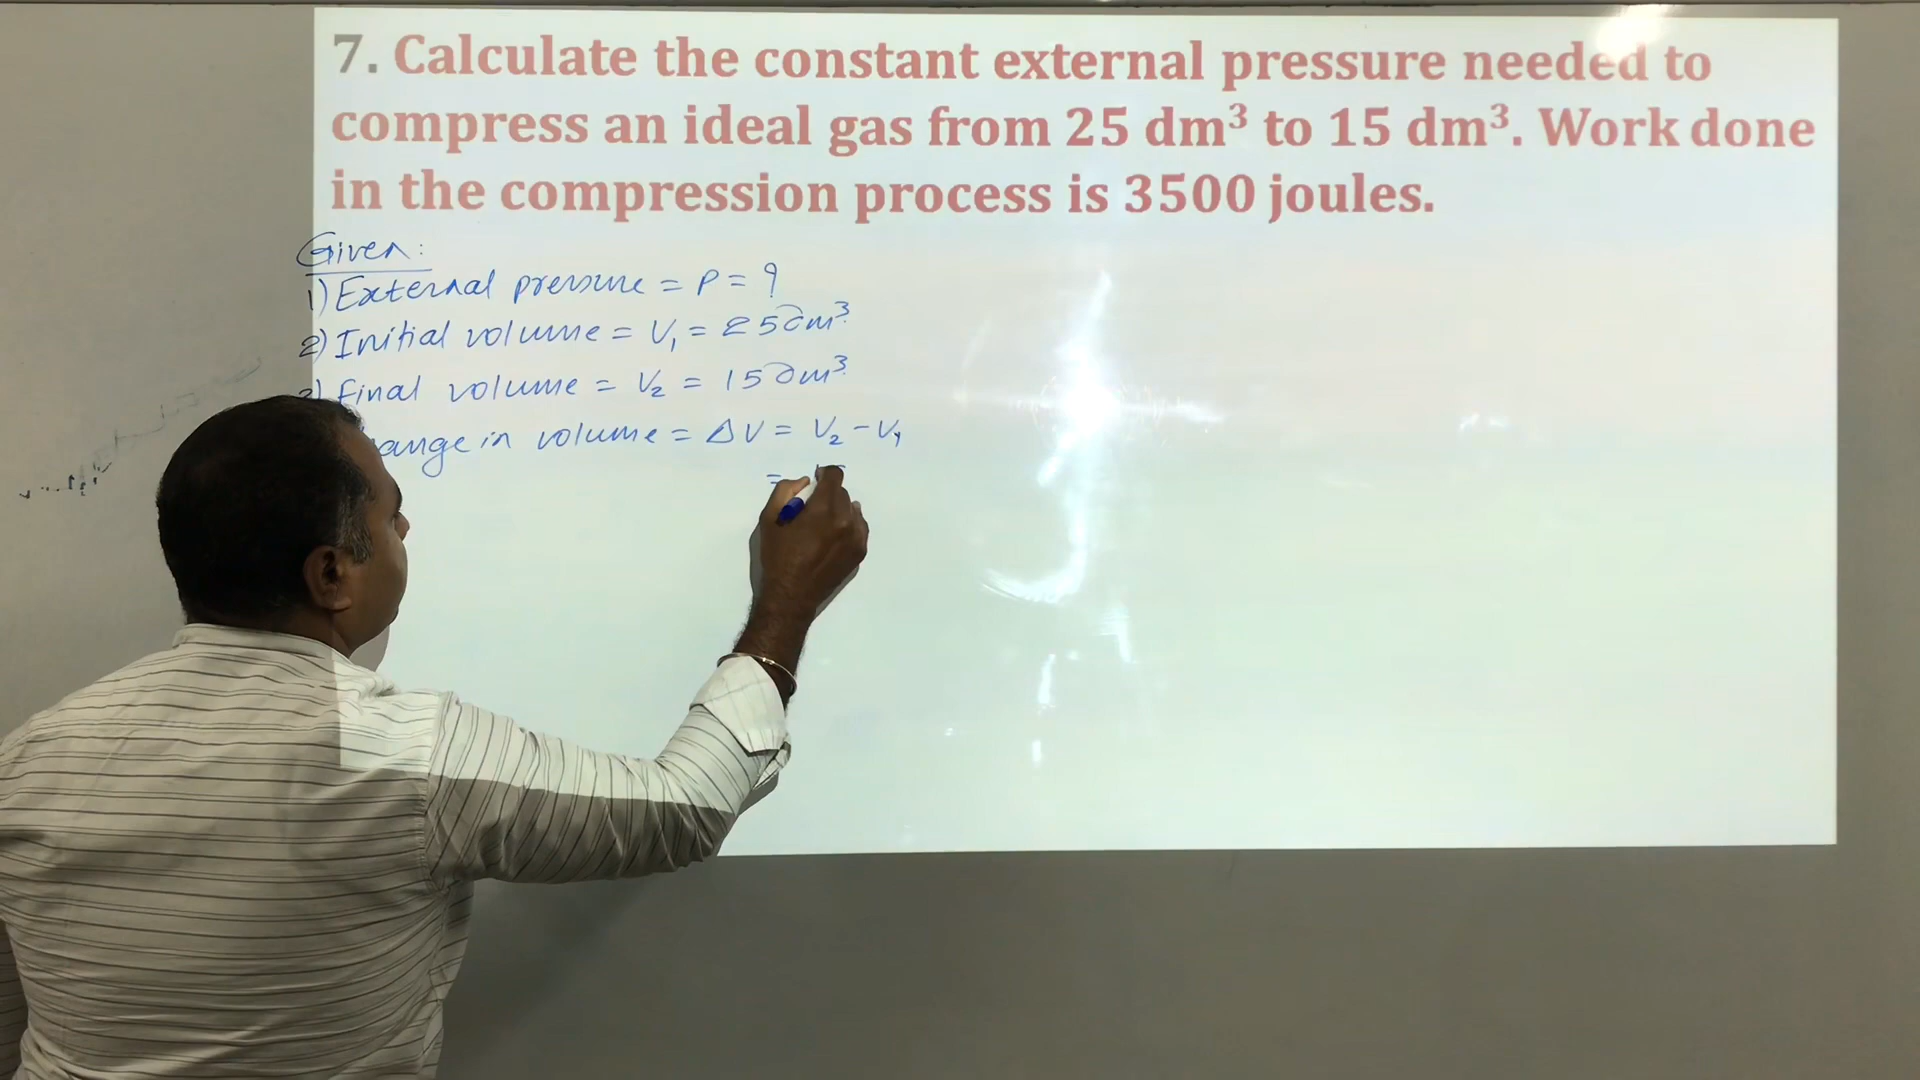 7. Calculate the constant external pressure needed to
compress an ideal gas from 25 dm³ to 15 dm³. Work done
in the compression process is 3500 joules.
Given:
1) External pressure = P = ?
2) Initial volume = V₁ = 25 dm³
3) Final volume = V₂ = 15 dm³
in volume = ΔV = V₂ - V₁
=